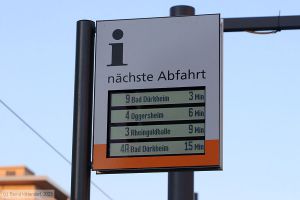 i
nächste Abfahrt
9 Bad Dürkheim 3 Min
4 Oggersheim 6 Min
3 Rheingoldhalle 9 Min
4A Bad Dürkheim 15 Min